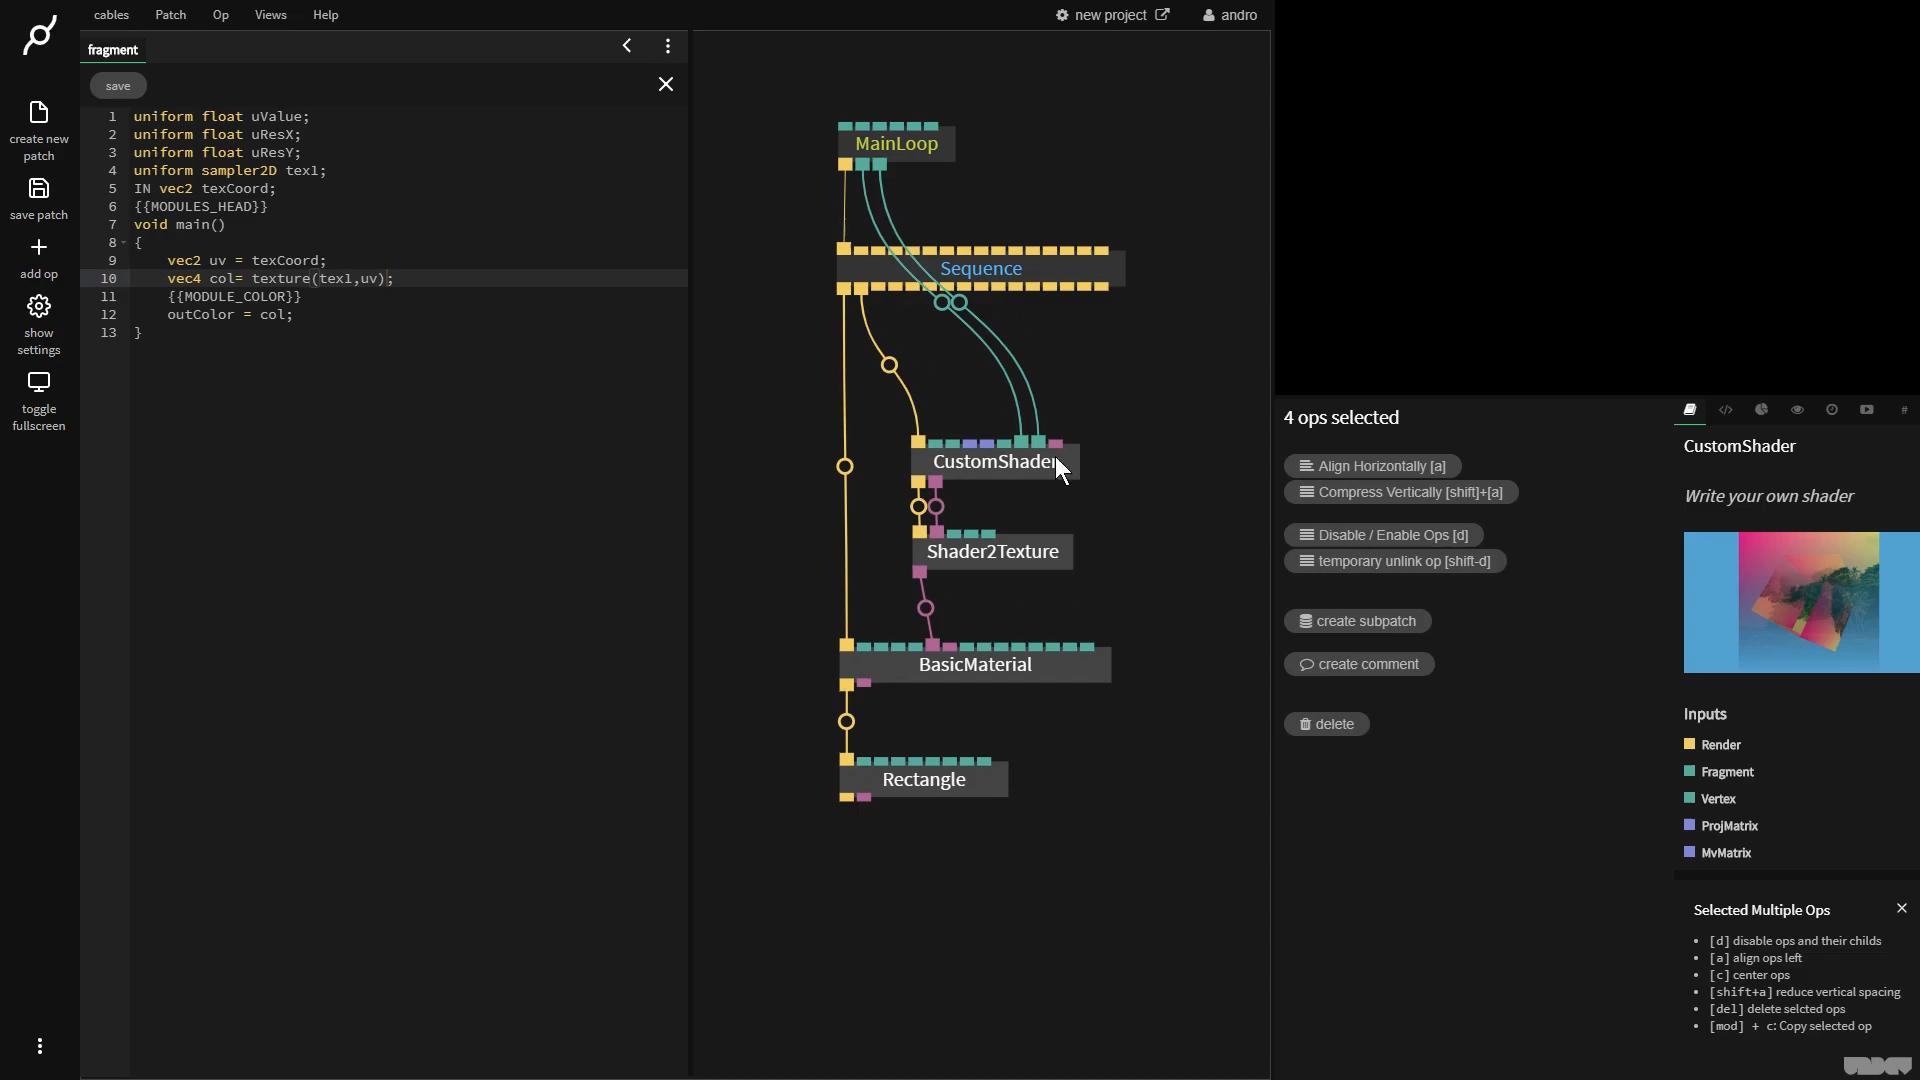 cables Patch Op Views Help new project andro
fragment
save
1 uniform float uValue;
2 uniform float uResX;
3 uniform float uResY;
4 uniform sampler2D tex1;
5 IN vec2 texCoord;
6 {{MODULES_HEAD}}
7 void main()
8 {
9 vec2 uv = texCoord;
10 vec4 col= texture(tex1,uv);
11 {{MODULE_COLOR}}
12 outColor = col;
13 }
create new
patch
save patch
add op
show
settings
toggle
fullscreen
MainLoop
Sequence
CustomShader
Shader2Texture
BasicMaterial
Rectangle
4 ops selected
Align Horizontally [a]
Compress Vertically [shift]+[a]
Disable / Enable Ops [d]
temporary unlink op [shift-d]
create subpatch
create comment
delete
#
CustomShader
Write your own shader
Inputs
Render
Fragment
Vertex
ProjMatrix
MvMatrix
Selected Multiple Ops
• [d] disable ops and their childs
• [a] align ops left
• [c] center ops
• [shift+a] reduce vertical spacing
• [del] delete selcted ops
• [mod] + c: Copy selected op